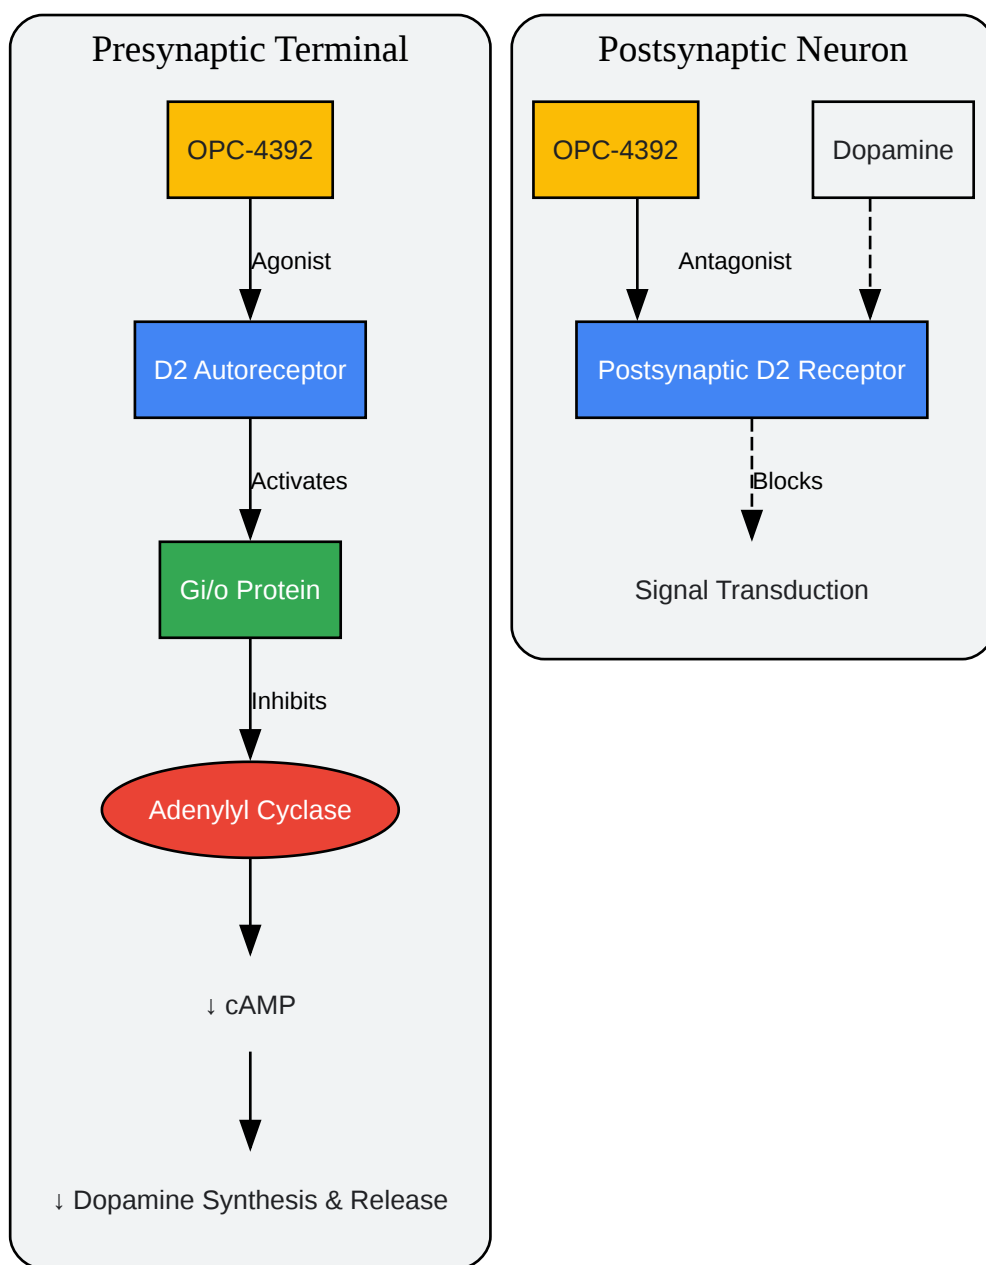 Presynaptic Terminal
OPC-4392
Agonist
D2 Autoreceptor
Activates
Gi/o Protein
Inhibits
Adenylyl Cyclase
↓ cAMP
↓ Dopamine Synthesis & Release
Postsynaptic Neuron
OPC-4392
Dopamine
Antagonist
Postsynaptic D2 Receptor
Blocks
Signal Transduction